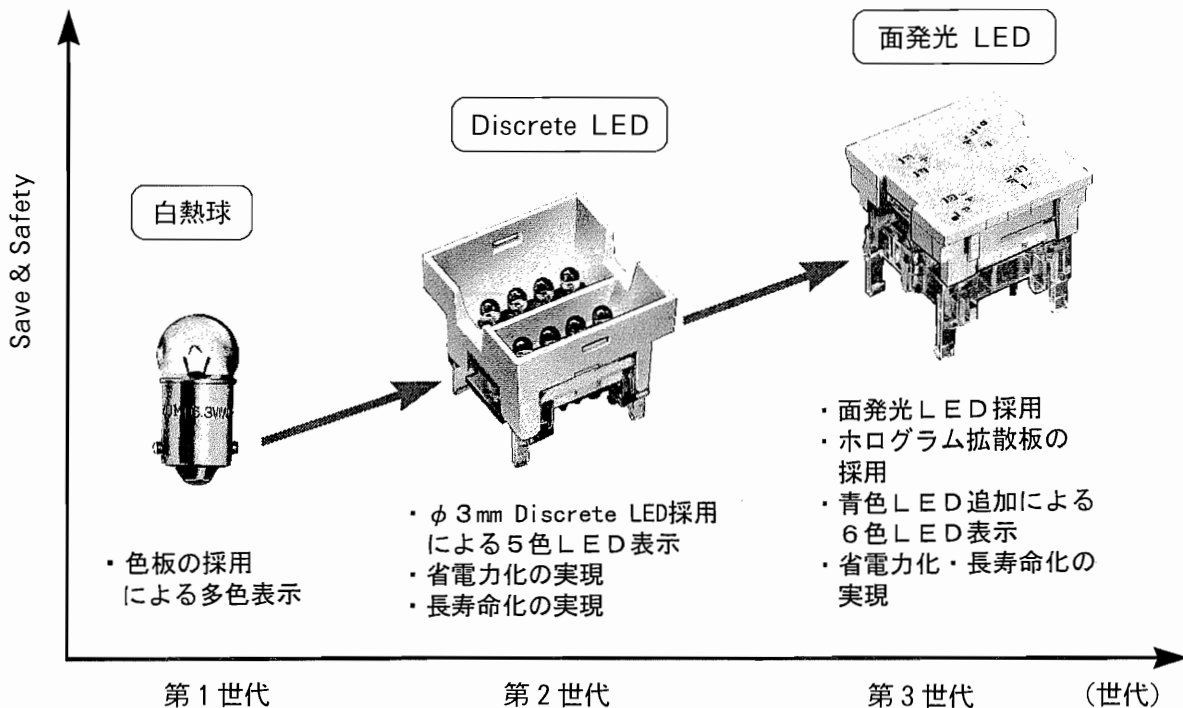 面発光 LED
Discrete LED
白熱球
Save & Safety
・面発光ＬＥＤ採用
・ホログラム拡散板の
採用
・青色ＬＥＤ追加による
６色ＬＥＤ表示
・省電力化・長寿命化の
実現
・φ３mm Discrete LED採用
による５色ＬＥＤ表示
・省電力化の実現
・長寿命化の実現
・色板の採用
による多色表示
第１世代
第２世代
第３世代
(世代)